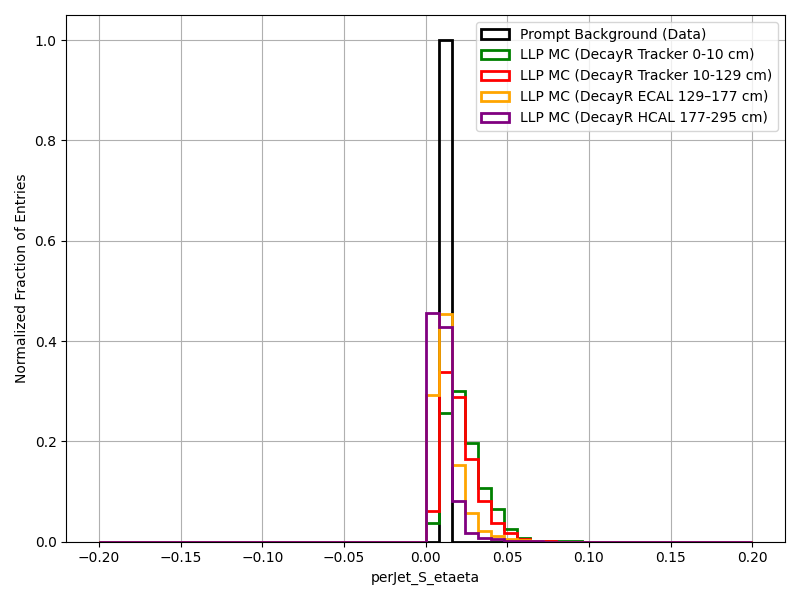 Prompt Background (Data)
LLP MC (DecayR Tracker 0-10 cm)
LLP MC (DecayR Tracker 10-129 cm)
LLP MC (DecayR ECAL 129–177 cm)
LLP MC (DecayR HCAL 177-295 cm)
Normalized Fraction of Entries
1.0
0.8
0.6
0.4
0.2
0.0
−0.20 −0.15 −0.10 −0.05 0.00 0.05 0.10 0.15 0.20
perJet_S_etaeta